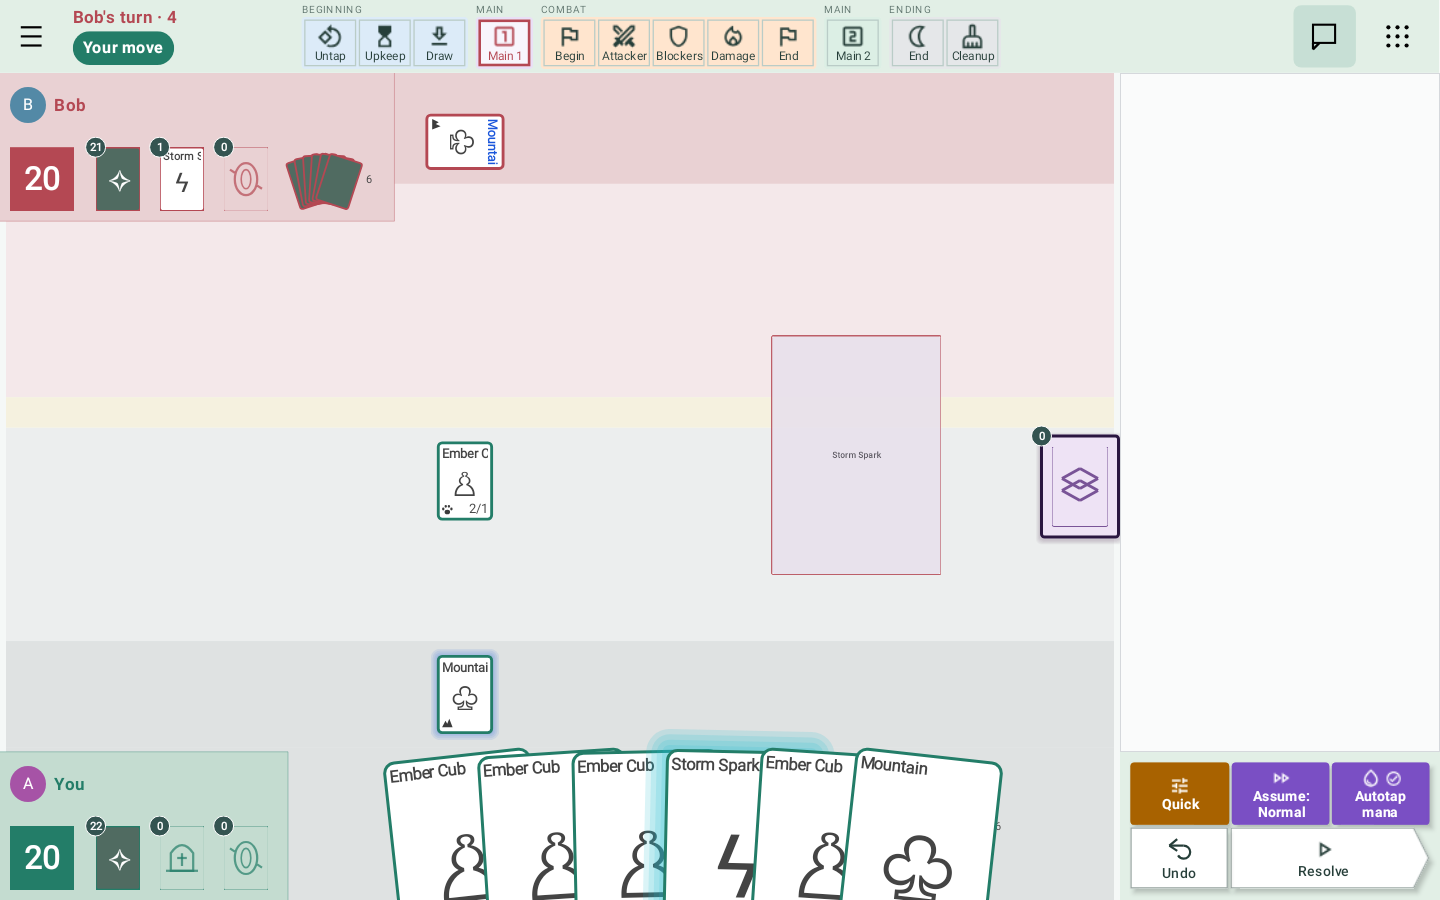 Bob's turn · 4
Your move
BEGINNING
Untap
Upkeep
Draw
MAIN
1
Main 1
COMBAT
Begin
Attacker
Blockers
Damage
End
MAIN
2
Main 2
ENDING
End
Cleanup
B
Bob
20
21
1
Storm S
0
6
Mountai
Storm Spark
0
Ember C
2/1
Mountai
A
You
20
22
0
0
Ember Cub
Ember Cub
Ember Cub
Storm Spark
Ember Cub
Mountain
6
Quick
Assume:
Normal
Autotap
mana
Undo
Resolve